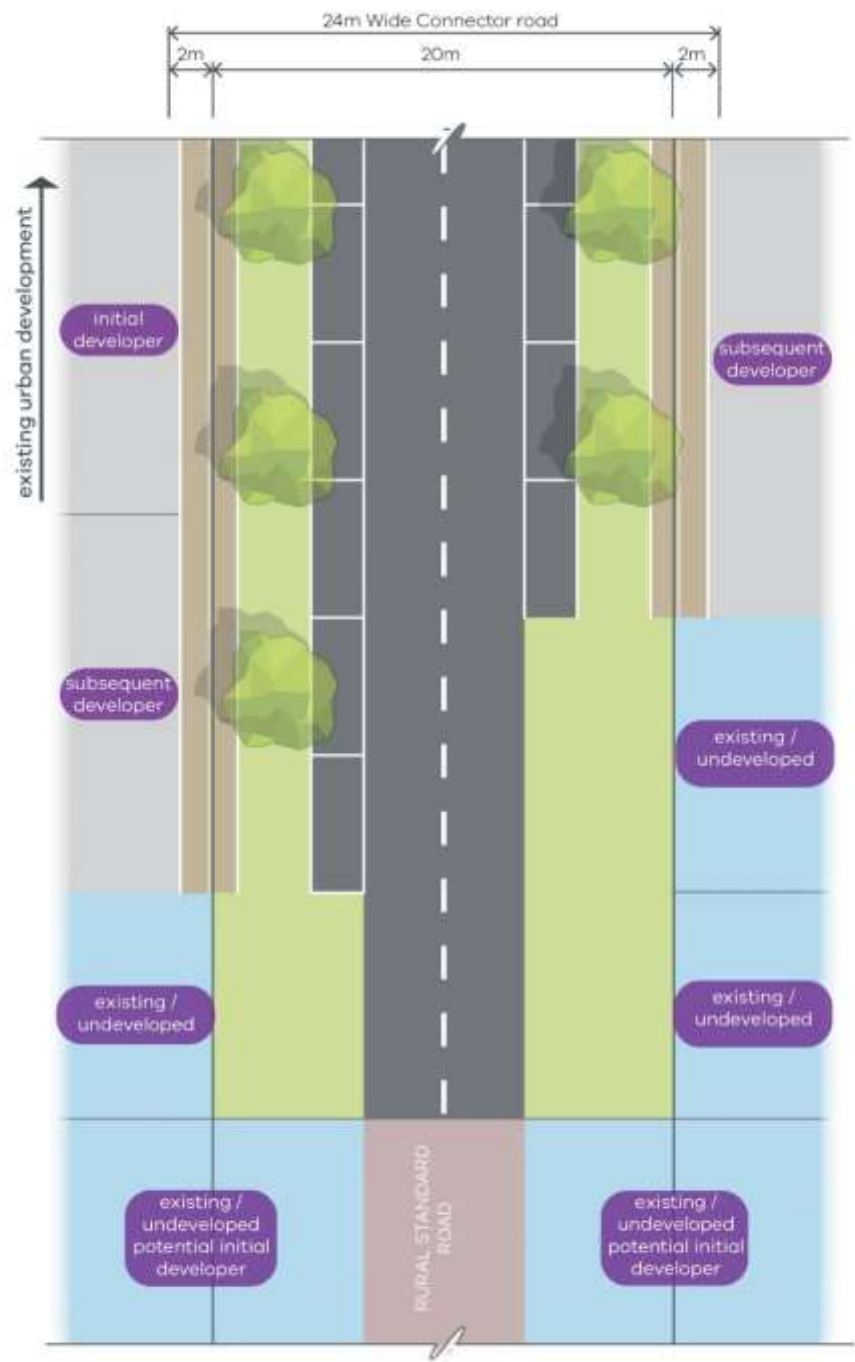 24m Wide Connector road
2m
20m
2m
existing urban development
initial
developer
subsequent
developer
subsequent
developer
existing /
undeveloped
existing /
undeveloped
existing /
undeveloped
existing /
undeveloped
potential initial
developer
RURAL STANDARD
ROAD
existing /
undeveloped
potential initial
developer